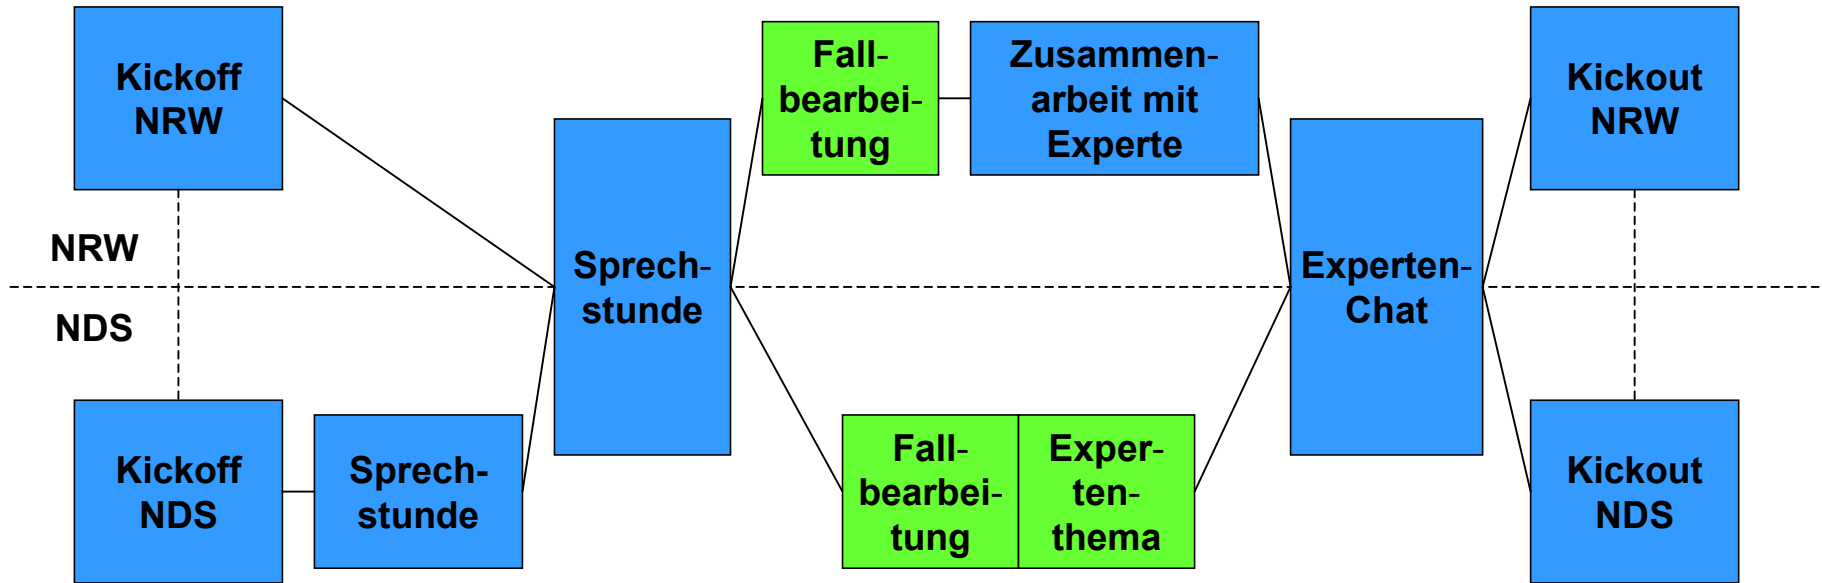 Kickoff
NRW
NRW
NDS
Kickoff
NDS
Sprech-
stunde
Sprech-
stunde
Fall-
bearbei-
tung
Zusammen-
arbeit mit
Experte
Fall-
bearbei-
tung
Exper-
ten-
thema
Experten-
Chat
Kickout
NRW
Kickout
NDS